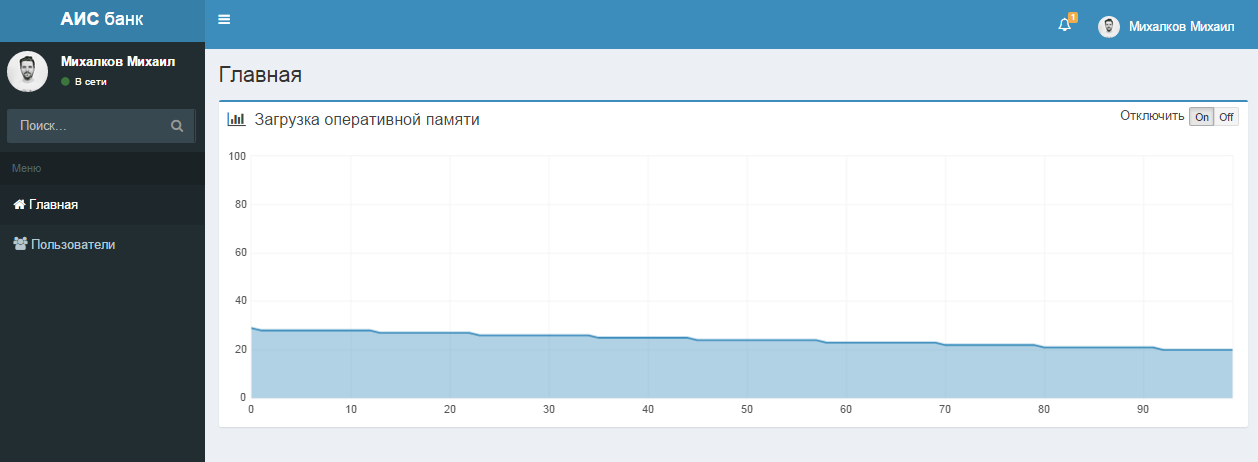 АИС банк
1
Михалков Михаил
Михалков Михаил
В сети
Поиск...
Меню
Главная
Пользователи
Главная
Загрузка оперативной памяти
Отключить On Off
100
80
60
40
20
0
0 10 20 30 40 50 60 70 80 90